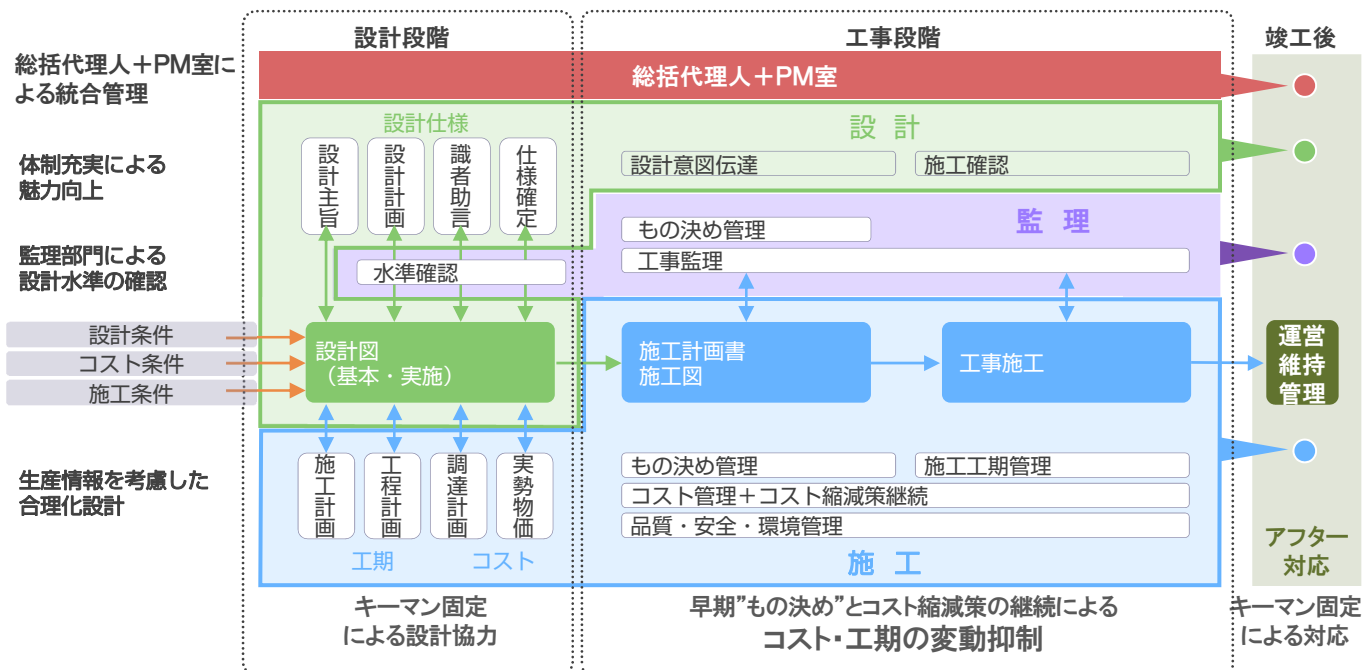 設計段階
工事段階
竣工後
総括代理人＋PM室に
よる統合管理
総括代理人＋PM室
設計仕様
設 計
設計主旨
設計計画
識者助言
仕様確定
設計意図伝達
施工確認
体制充実による
魅力向上
監 理
もの決め管理
工事監理
監理部門による
設計水準の確認
水準確認
設計条件
コスト条件
施工条件
設計図
（基本・実施）
施工計画書
施工図
工事施工
運営
維持
管理
生産情報を考慮した
合理化設計
施工計画
工程計画
調達計画
実勢物価
工期
コスト
もの決め管理
施工工期管理
コスト管理＋コスト縮減策継続
品質・安全・環境管理
施 工
アフター
対応
キーマン固定
による設計協力
早期”もの決め”とコスト縮減策の継続による
コスト・工期の変動抑制
キーマン固定
による対応